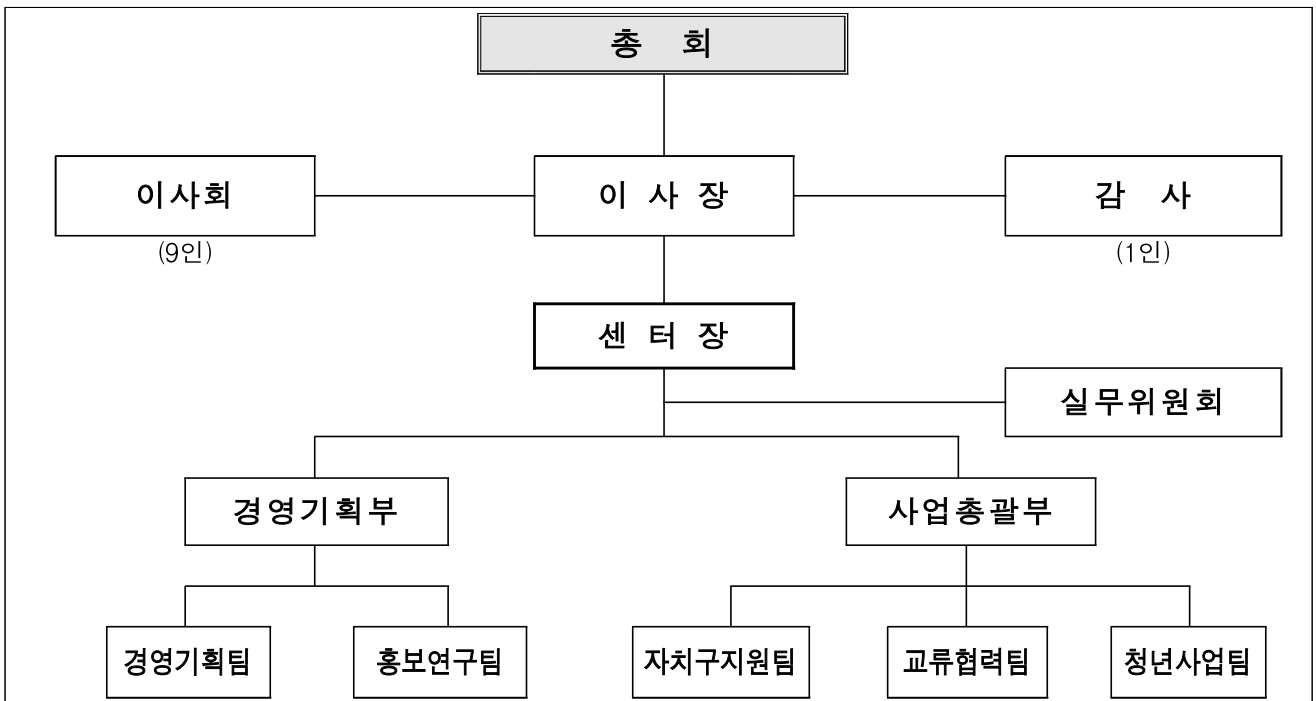 총 회
이사회
이 사 장
감 사
(9인)
(1인)
센 터 장
실무위원회
경영기획부
사업총괄부
경영기획팀
홍보연구팀
자치구지원팀
교류협력팀
청년사업팀